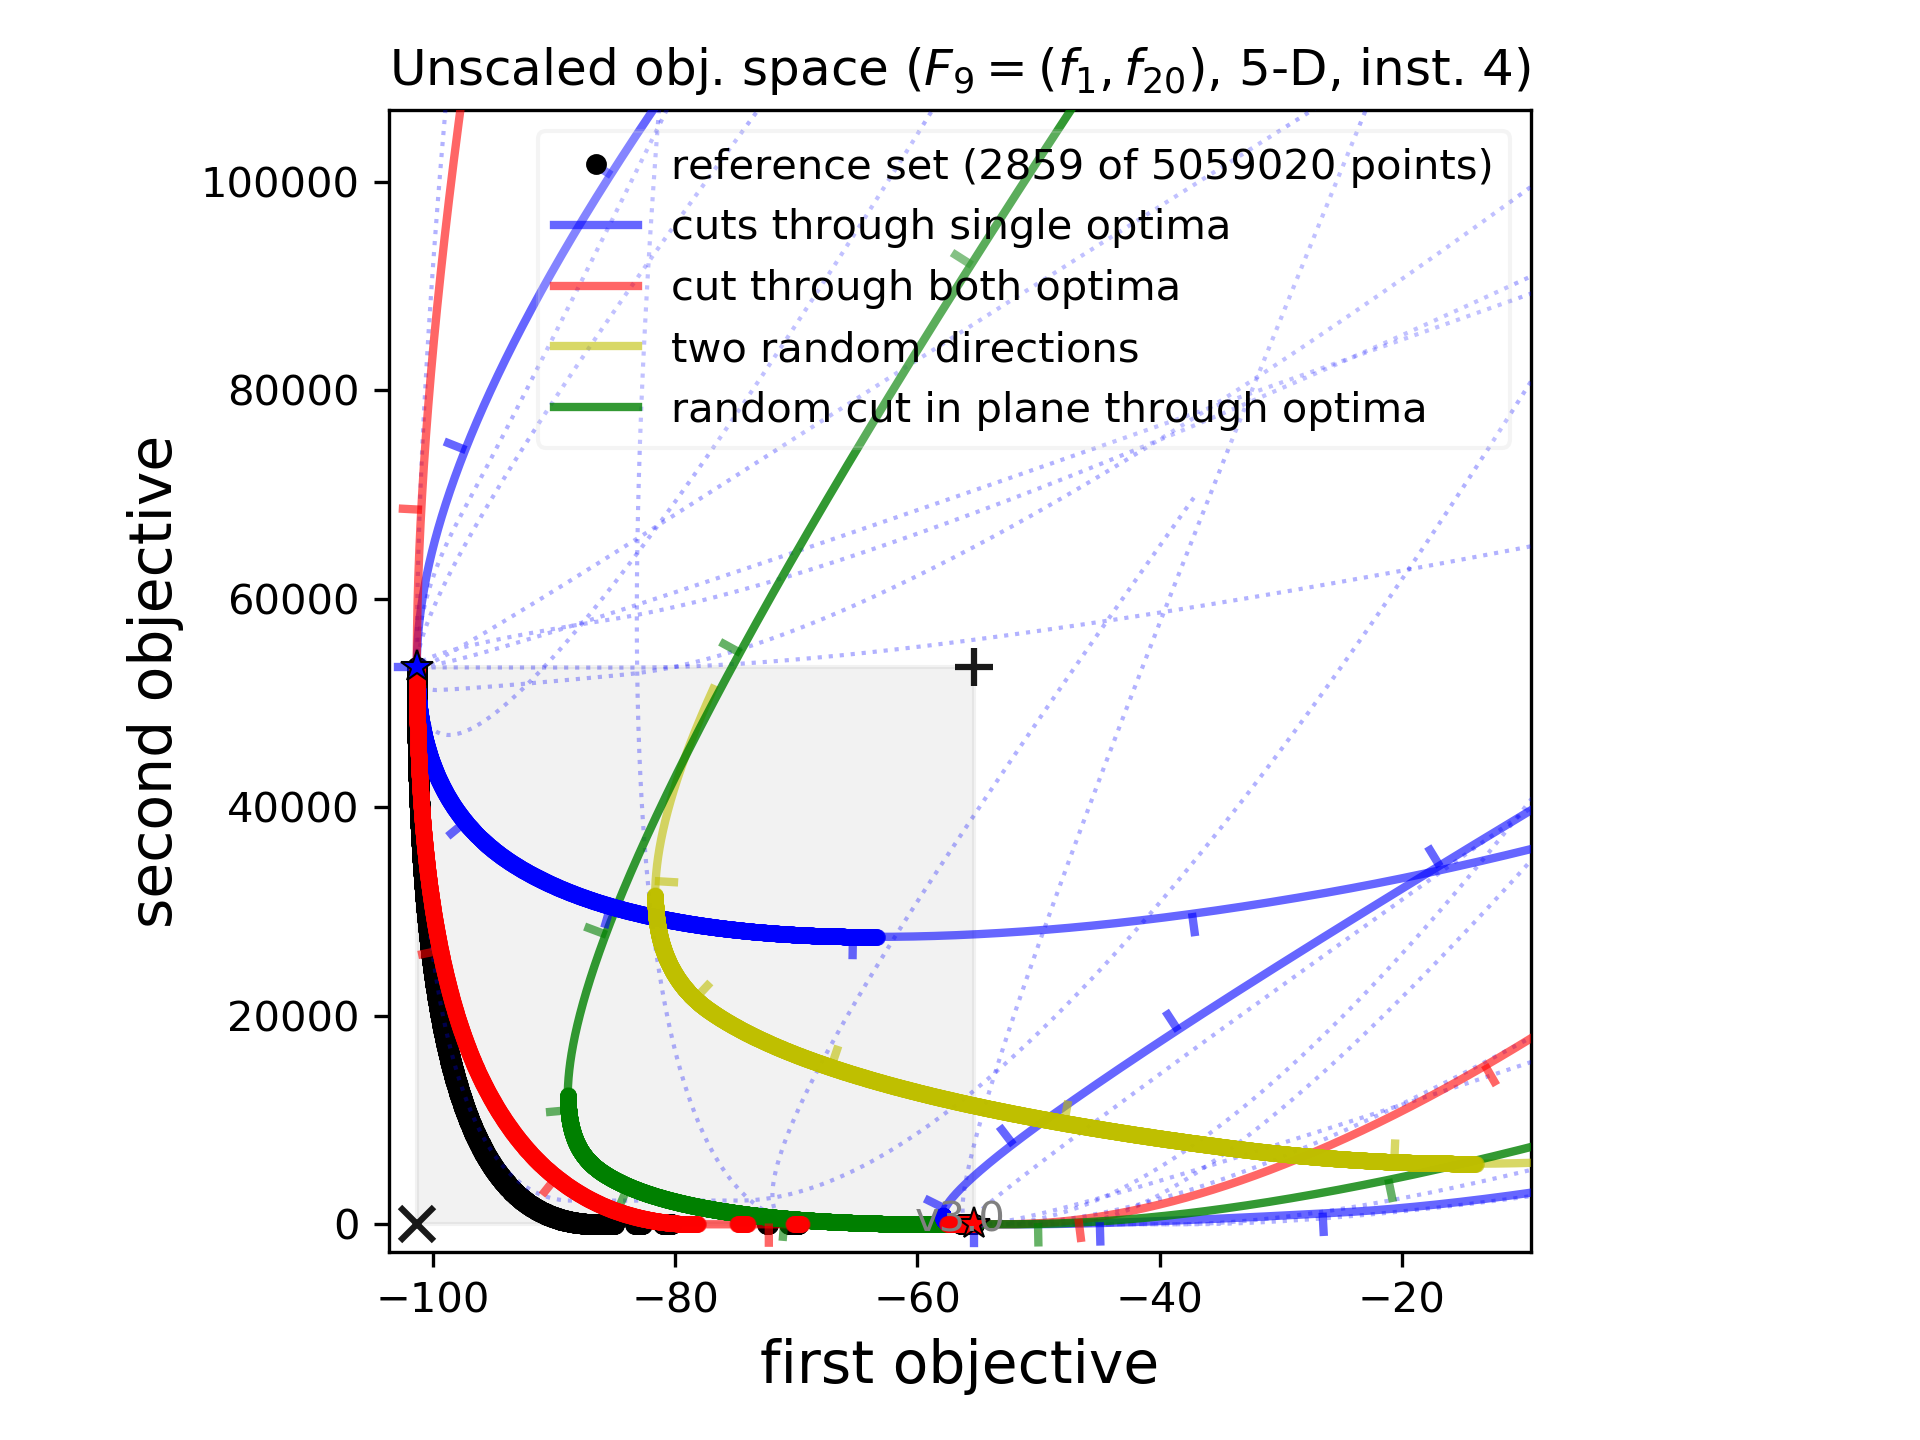 Unscaled obj. space (F₉ = (f₁, f₂₀), 5-D, inst. 4)
reference set (2859 of 5059020 points)
cuts through single optima
cut through both optima
two random directions
random cut in plane through optima
100000
80000
60000
40000
20000
0
second objective
v3.0
−100
−80
−60
−40
−20
first objective